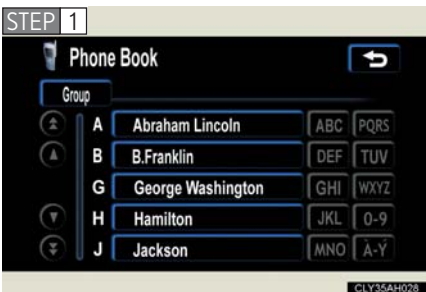 STEP 1
Phone Book
Group
A Abraham Lincoln ABC PQRS
B B.Franklin DEF TUV
G George Washington GHI WXYZ
H Hamilton JKL 0-9
J Jackson MNO À-Ý
CLY35AH028